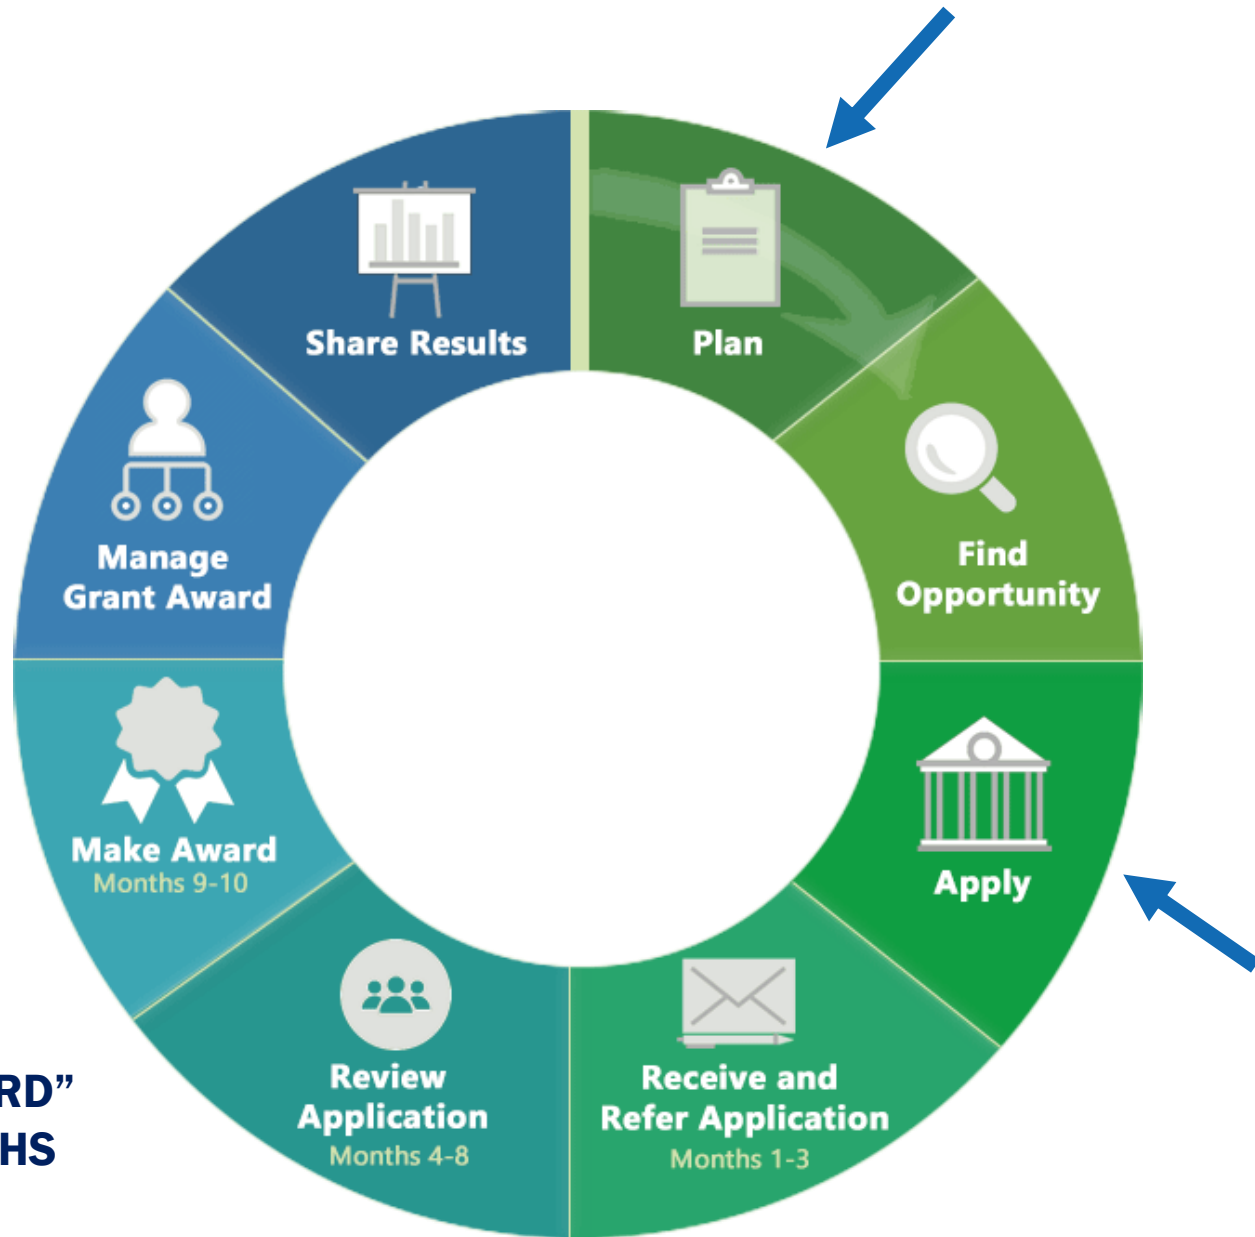 Plan
Find
Opportunity
Apply
Receive and
Refer Application
Months 1-3
Review
Application
Months 4-8
Make Award
Months 9-10
Manage
Grant Award
Share Results
RD”
HS